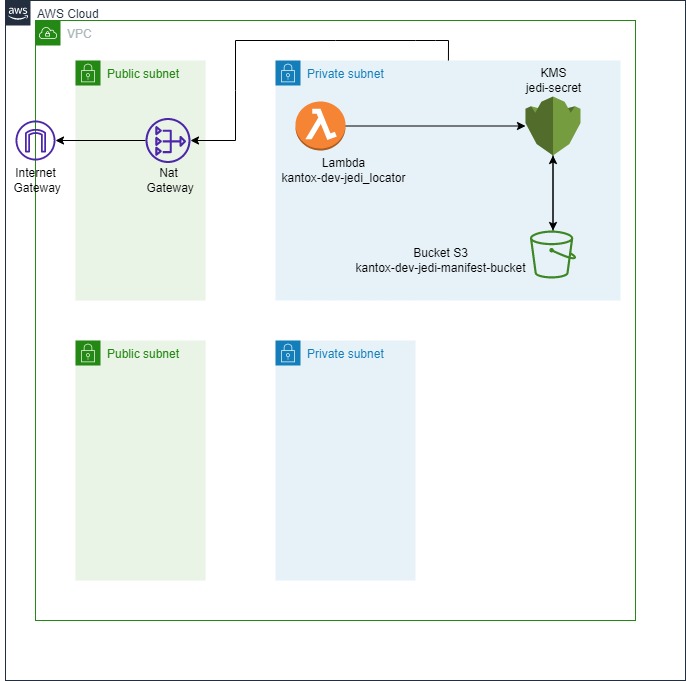 aws
AWS Cloud
VPC
Public subnet
Private subnet
KMS
jedi-secret
Internet
Gateway
Nat
Gateway
Lambda
kantox-dev-jedi_locator
Bucket S3
kantox-dev-jedi-manifest-bucket
Public subnet
Private subnet